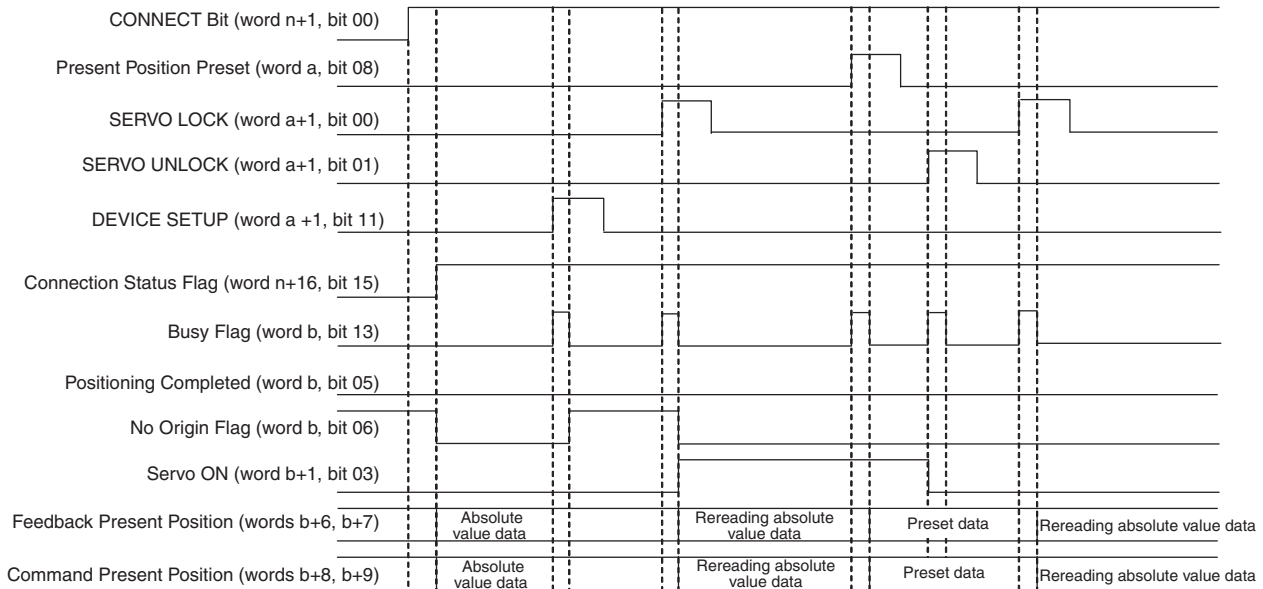 CONNECT Bit (word n+1, bit 00)
Present Position Preset (word a, bit 08)
SERVO LOCK (word a+1, bit 00)
SERVO UNLOCK (word a+1, bit 01)
DEVICE SETUP (word a +1, bit 11)
Connection Status Flag (word n+16, bit 15)
Busy Flag (word b, bit 13)
Positioning Completed (word b, bit 05)
No Origin Flag (word b, bit 06)
Servo ON (word b+1, bit 03)
Feedback Present Position (words b+6, b+7)
Absolute
value data
Rereading absolute
value data
Preset data
Rereading absolute value data
Command Present Position (words b+8, b+9)
Absolute
value data
Rereading absolute
value data
Preset data
Rereading absolute value data